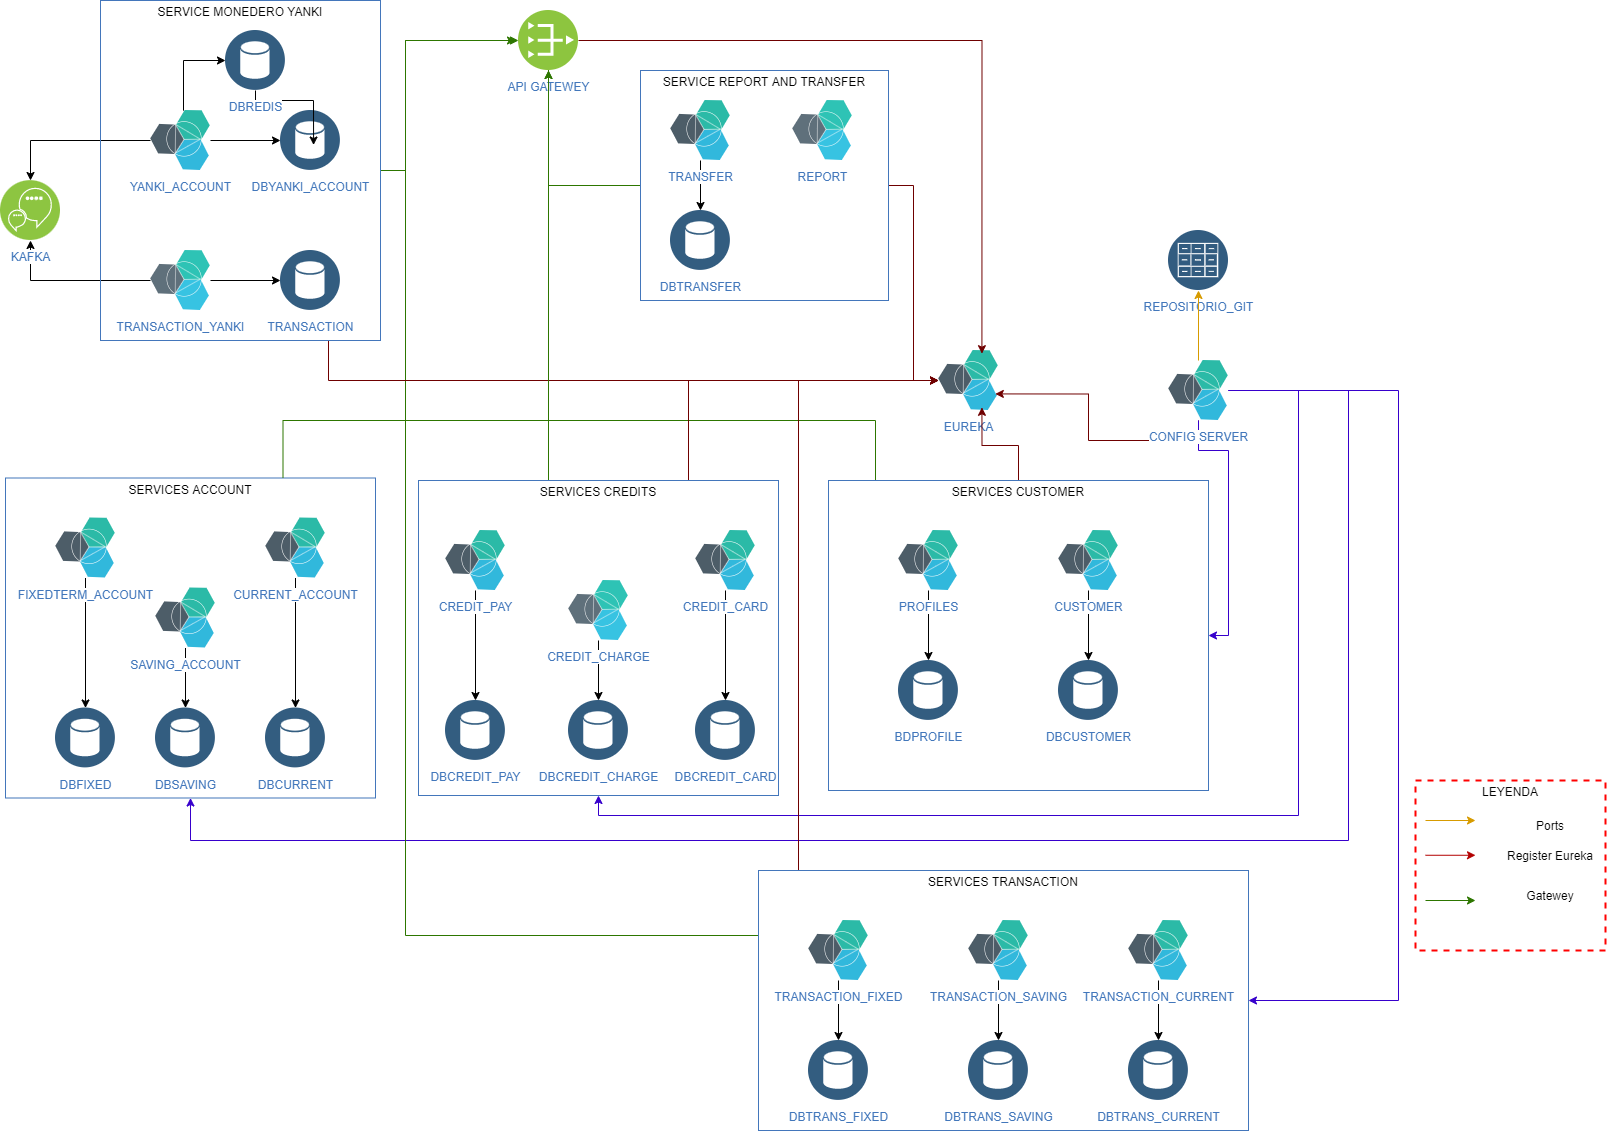 SERVICE MONEDERO YANKI
DBREDIS
YANKI_ACCOUNT
DBYANKI_ACCOUNT
KAFKA
TRANSACTION_YANKI
TRANSACTION
API GATEWEY
SERVICE REPORT AND TRANSFER
TRANSFER
REPORT
DBTRANSFER
REPOSITORIO_GIT
EUREKA
CONFIG SERVER
SERVICES ACCOUNT
FIXEDTERM_ACCOUNT
CURRENT_ACCOUNT
SAVING_ACCOUNT
DBFIXED
DBSAVING
DBCURRENT
SERVICES CREDITS
CREDIT_PAY
CREDIT_CARD
CREDIT_CHARGE
DBCREDIT_PAY
DBCREDIT_CHARGE
DBCREDIT_CARD
SERVICES CUSTOMER
PROFILES
CUSTOMER
BDPROFILE
DBCUSTOMER
LEYENDA
Ports
Register Eureka
Gatewey
SERVICES TRANSACTION
TRANSACTION_FIXED
TRANSACTION_SAVING
TRANSACTION_CURRENT
DBTRANS_FIXED
DBTRANS_SAVING
DBTRANS_CURRENT